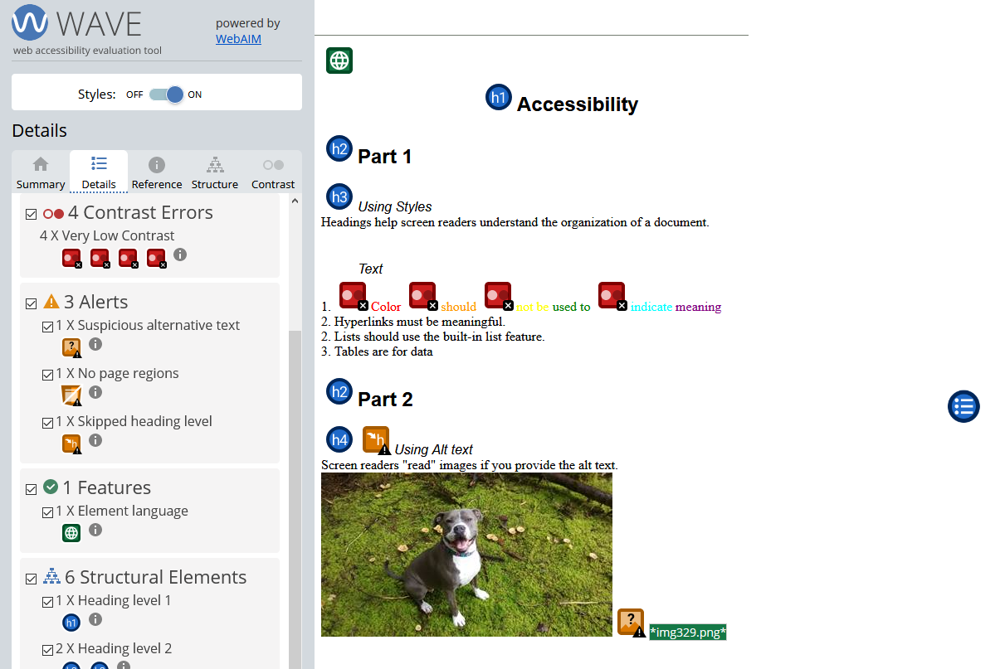 WAVE
powered by
WebAIM
web accessibility evaluation tool
Styles: OFF ON
Details
Summary Details Reference Structure Contrast
4 Contrast Errors
4 X Very Low Contrast
3 Alerts
1 X Suspicious alternative text
1 X No page regions
1 X Skipped heading level
1 Features
1 X Element language
6 Structural Elements
1 X Heading level 1
h1
2 X Heading level 2
h1 Accessibility
h2 Part 1
h3 Using Styles
Headings help screen readers understand the organization of a document.
Text
1. Color should not be used to indicate meaning
2. Hyperlinks must be meaningful.
2. Lists should use the built-in list feature.
3. Tables are for data
h2 Part 2
h4 h Using Alt text
Screen readers "read" images if you provide the alt text.
? *img329.png*